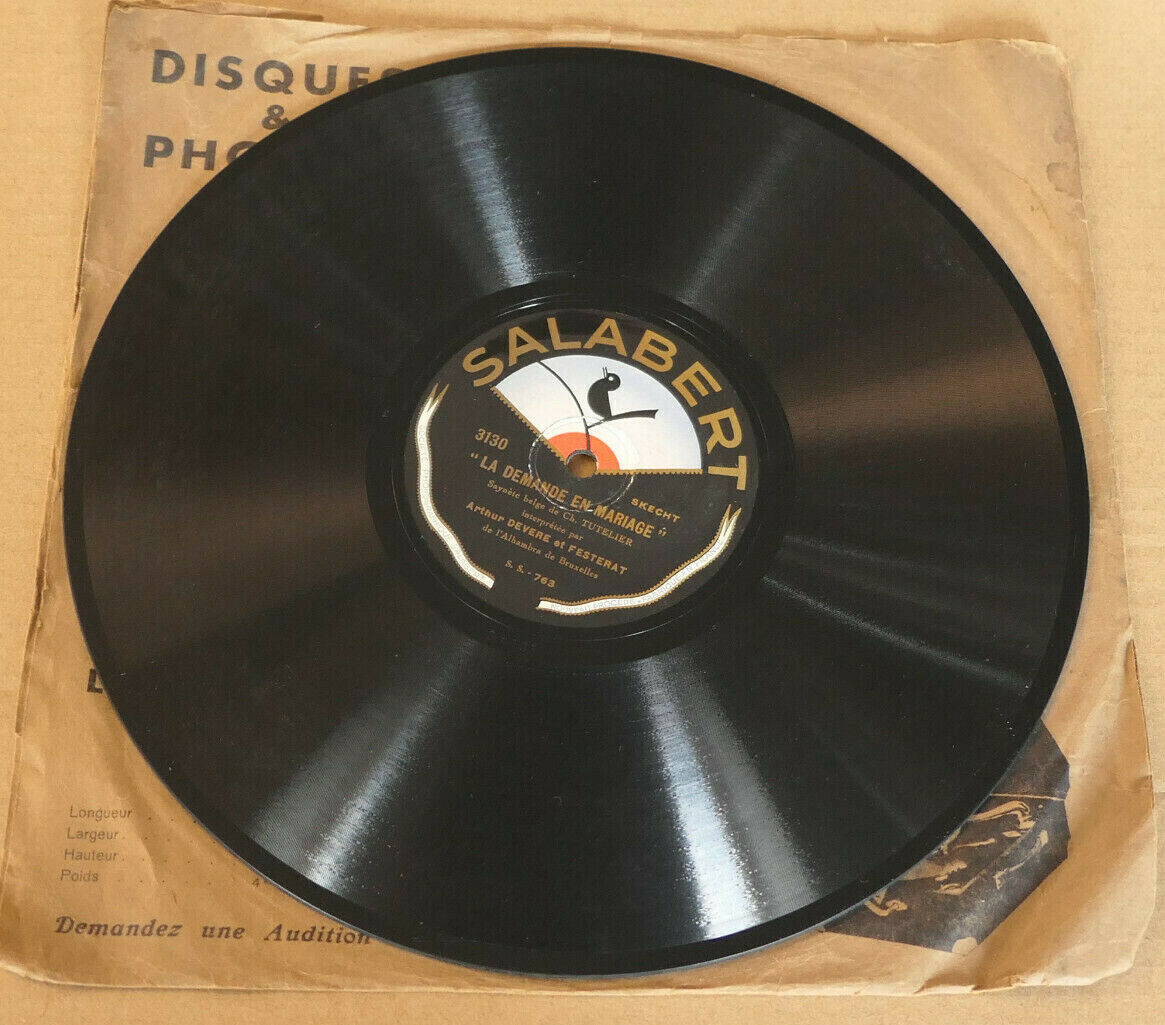 DISQUES
&
PHO
SALABERT
3130
SKECHT
" LA DEMANDE EN MARIAGE "
Saynète belge de Ch. TUTELIER
interprétée par
Arthur DEVERE et FESTERAT
de l'Alhambra de Bruxelles
S. S. - 763
L
Longueur . .
Largeur .
Hauteur .
Poids . . . . . . . 4
Demandez une Audition